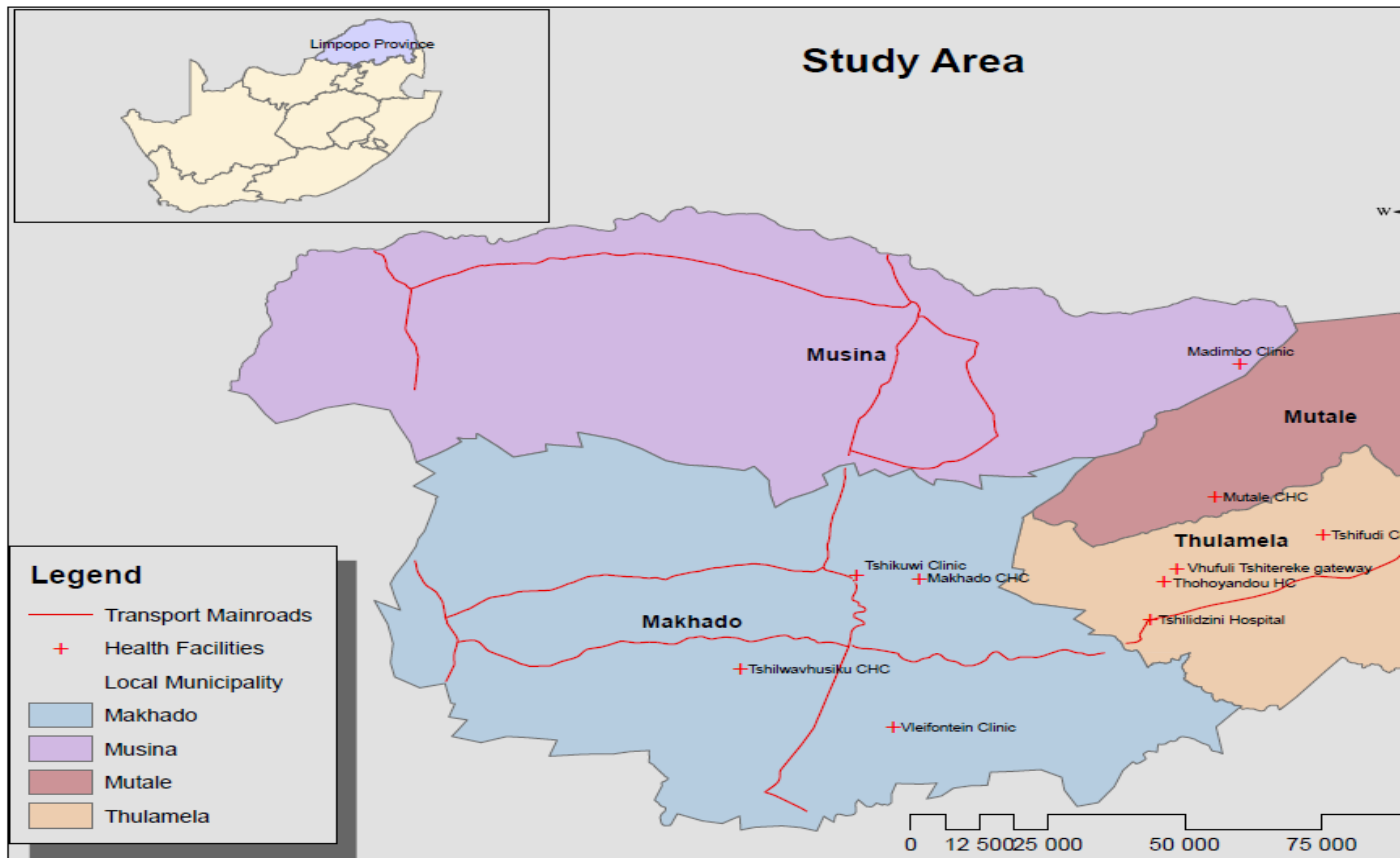 Limpopo Province
Study Area
W
Musina
Madimbo Clinic
Mutale
Mutale CHC
Thulamela
Tshifudi C
Vhufuli Tshitereke gateway
Thohoyandou HC
Tshilidzini Hospital
Tshikuwi Clinic
Makhado CHC
Makhado
Tshilwavhusiku CHC
Vleifontein Clinic
Legend
Transport Mainroads
Health Facilities
Local Municipality
Makhado
Musina
Mutale
Thulamela
0 12 500 25 000 50 000 75 000